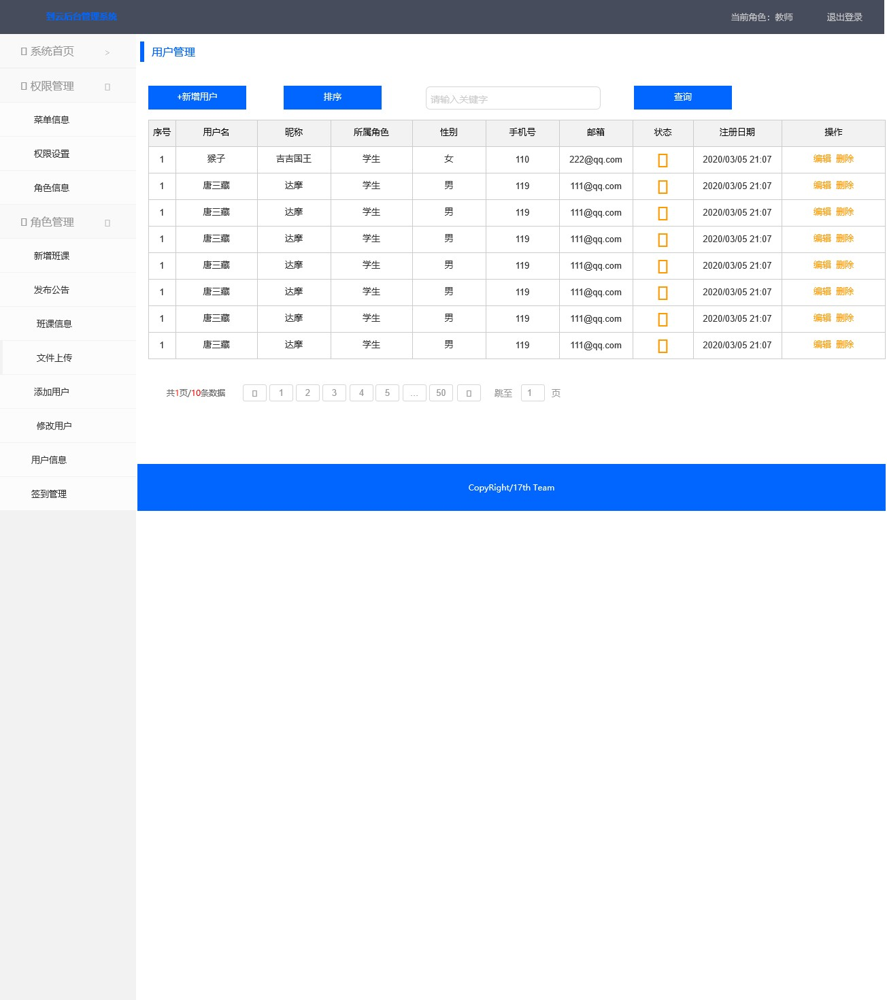 到云后台管理系统
当前角色：教师 退出登录
系统首页 >
权限管理
菜单信息
权限设置
角色信息
角色管理
新增班课
发布公告
班课信息
文件上传
添加用户
修改用户
用户信息
签到管理
用户管理
+新增用户 排序 请输入关键字 查询
序号 用户名 昵称 所属角色 性别 手机号 邮箱 状态 注册日期 操作
1 猴子 吉吉国王 学生 女 110 222@qq.com 2020/03/05 21:07 编辑 删除
1 唐三藏 达摩 学生 男 119 111@qq.com 2020/03/05 21:07 编辑 删除
1 唐三藏 达摩 学生 男 119 111@qq.com 2020/03/05 21:07 编辑 删除
1 唐三藏 达摩 学生 男 119 111@qq.com 2020/03/05 21:07 编辑 删除
1 唐三藏 达摩 学生 男 119 111@qq.com 2020/03/05 21:07 编辑 删除
1 唐三藏 达摩 学生 男 119 111@qq.com 2020/03/05 21:07 编辑 删除
1 唐三藏 达摩 学生 男 119 111@qq.com 2020/03/05 21:07 编辑 删除
1 唐三藏 达摩 学生 男 119 111@qq.com 2020/03/05 21:07 编辑 删除
共1页/10条数据 1 2 3 4 5 ... 50 跳至 1 页
CopyRight/17th Team